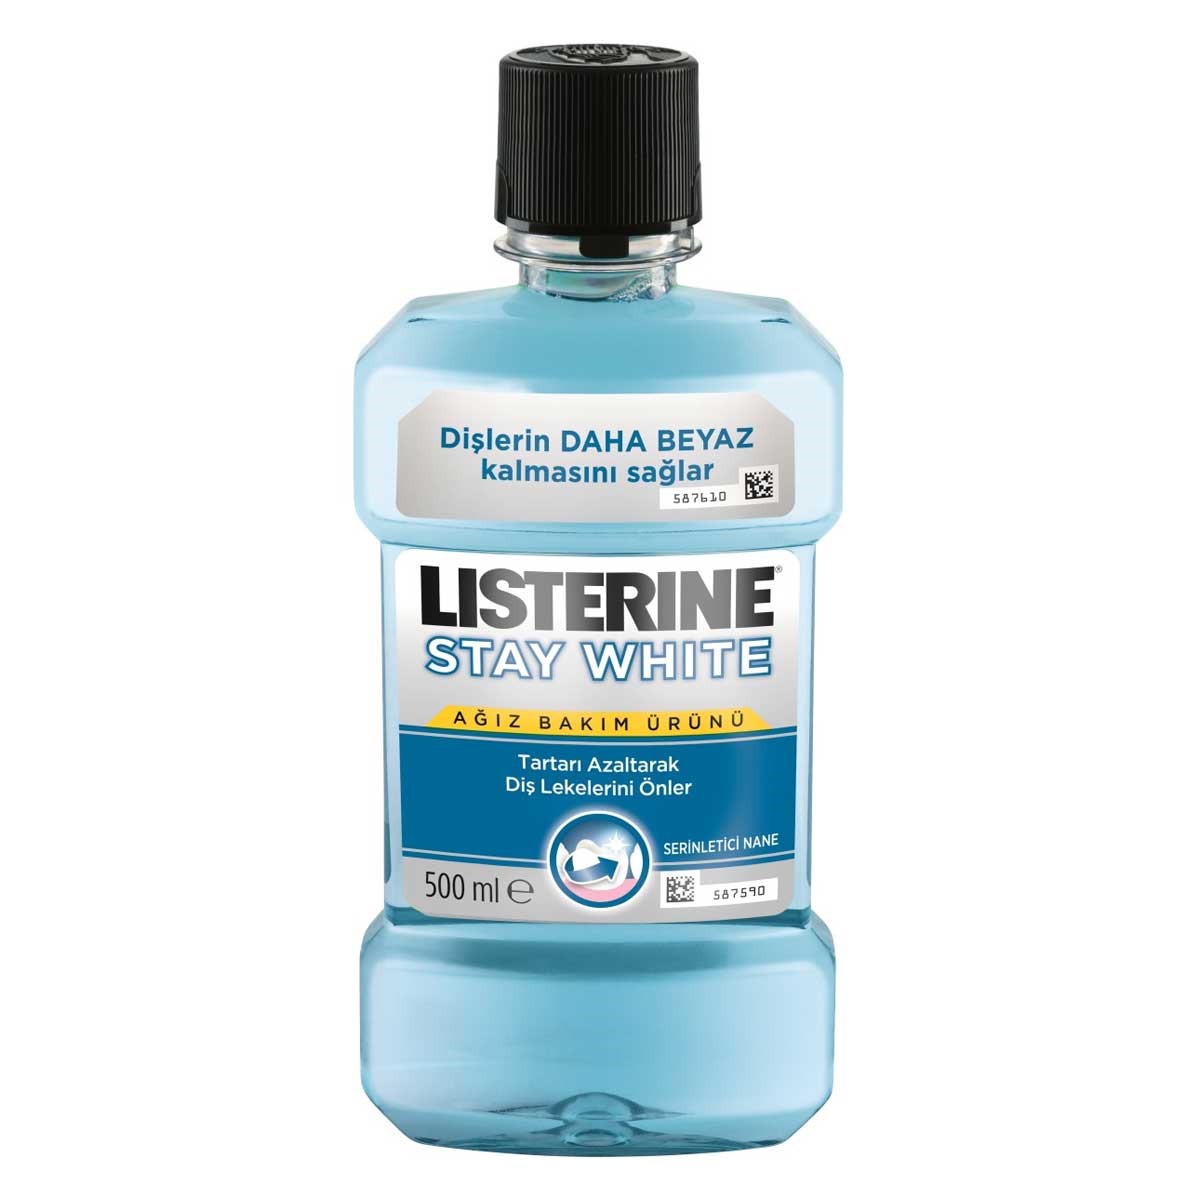 Dişlerin DAHA BEYAZ
kalmasını sağlar
587610
LISTERINE®
STAY WHITE
AĞIZ BAKIM ÜRÜNÜ
Tartarı Azaltarak
Diş Lekelerini Önler
SERİNLETİCİ NANE
500 ml ℮
587590